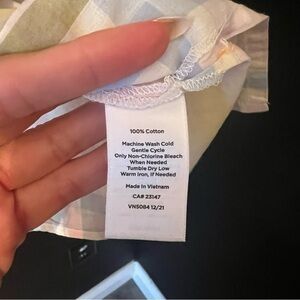 100% Cotton
Machine Wash Cold
Gentle Cycle
Only Non-Chlorine Bleach
When Needed
Tumble Dry Low
Warm Iron, If Needed
Made In Vietnam
CA# 23147
VN5084 12/21